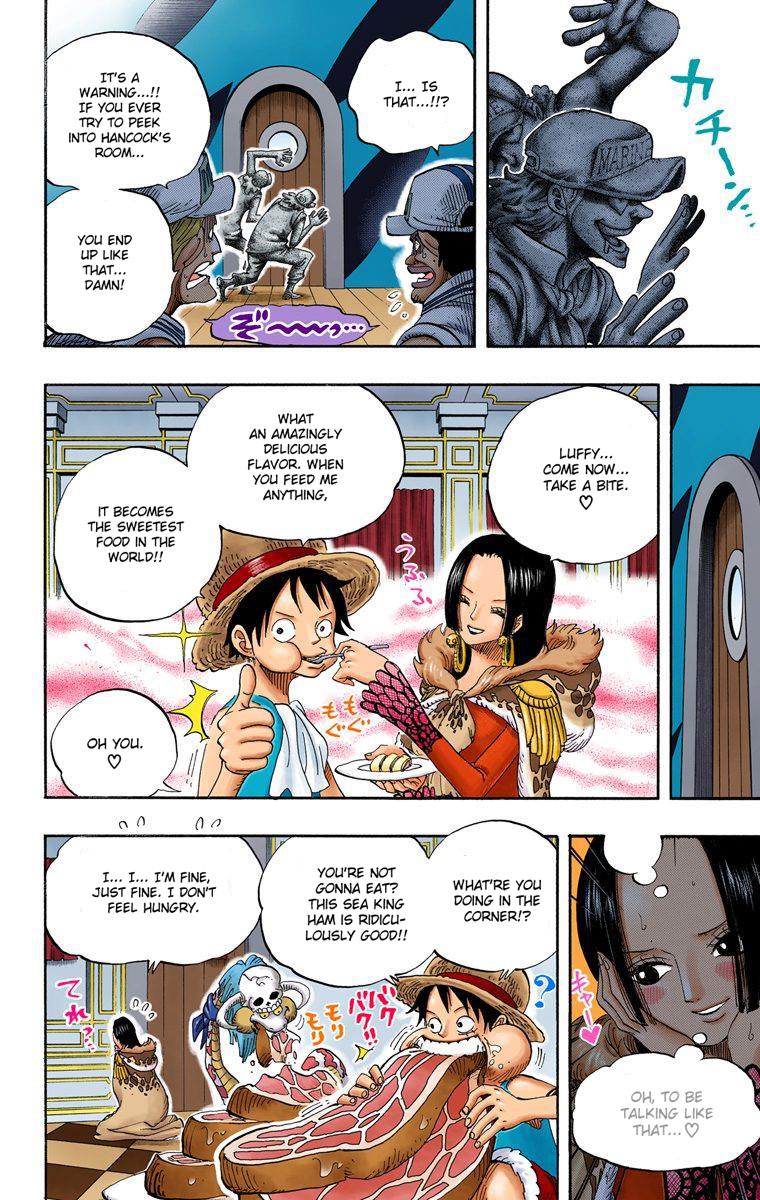 カチーン…
MARINE
I... IS
THAT...!!?
IT'S A
WARNING...!!
IF YOU EVER
TRY TO PEEK
INTO HANCOCK'S
ROOM...
YOU END
UP LIKE
THAT...
DAMN!
ぞ〜〜〜っ…
LUFFY...
COME NOW...
TAKE A BITE.
♡
うふふ
WHAT
AN AMAZINGLY
DELICIOUS
FLAVOR. WHEN
YOU FEED ME
ANYTHING,
IT BECOMES
THE SWEETEST
FOOD IN
THE WORLD!!
もぐ
もぐ
OH YOU.
♡
キャー♥
OH, TO BE
TALKING LIKE
THAT...♡
WHAT'RE YOU
DOING IN THE
CORNER!?
?
YOU'RE NOT
GONNA EAT?
THIS SEA KING
HAM IS RIDICU-
LOUSLY GOOD!!
バク
バク!!
モリ
モリ
I... I... I'M FINE,
JUST FINE. I DON'T
FEEL HUNGRY.
てれ??